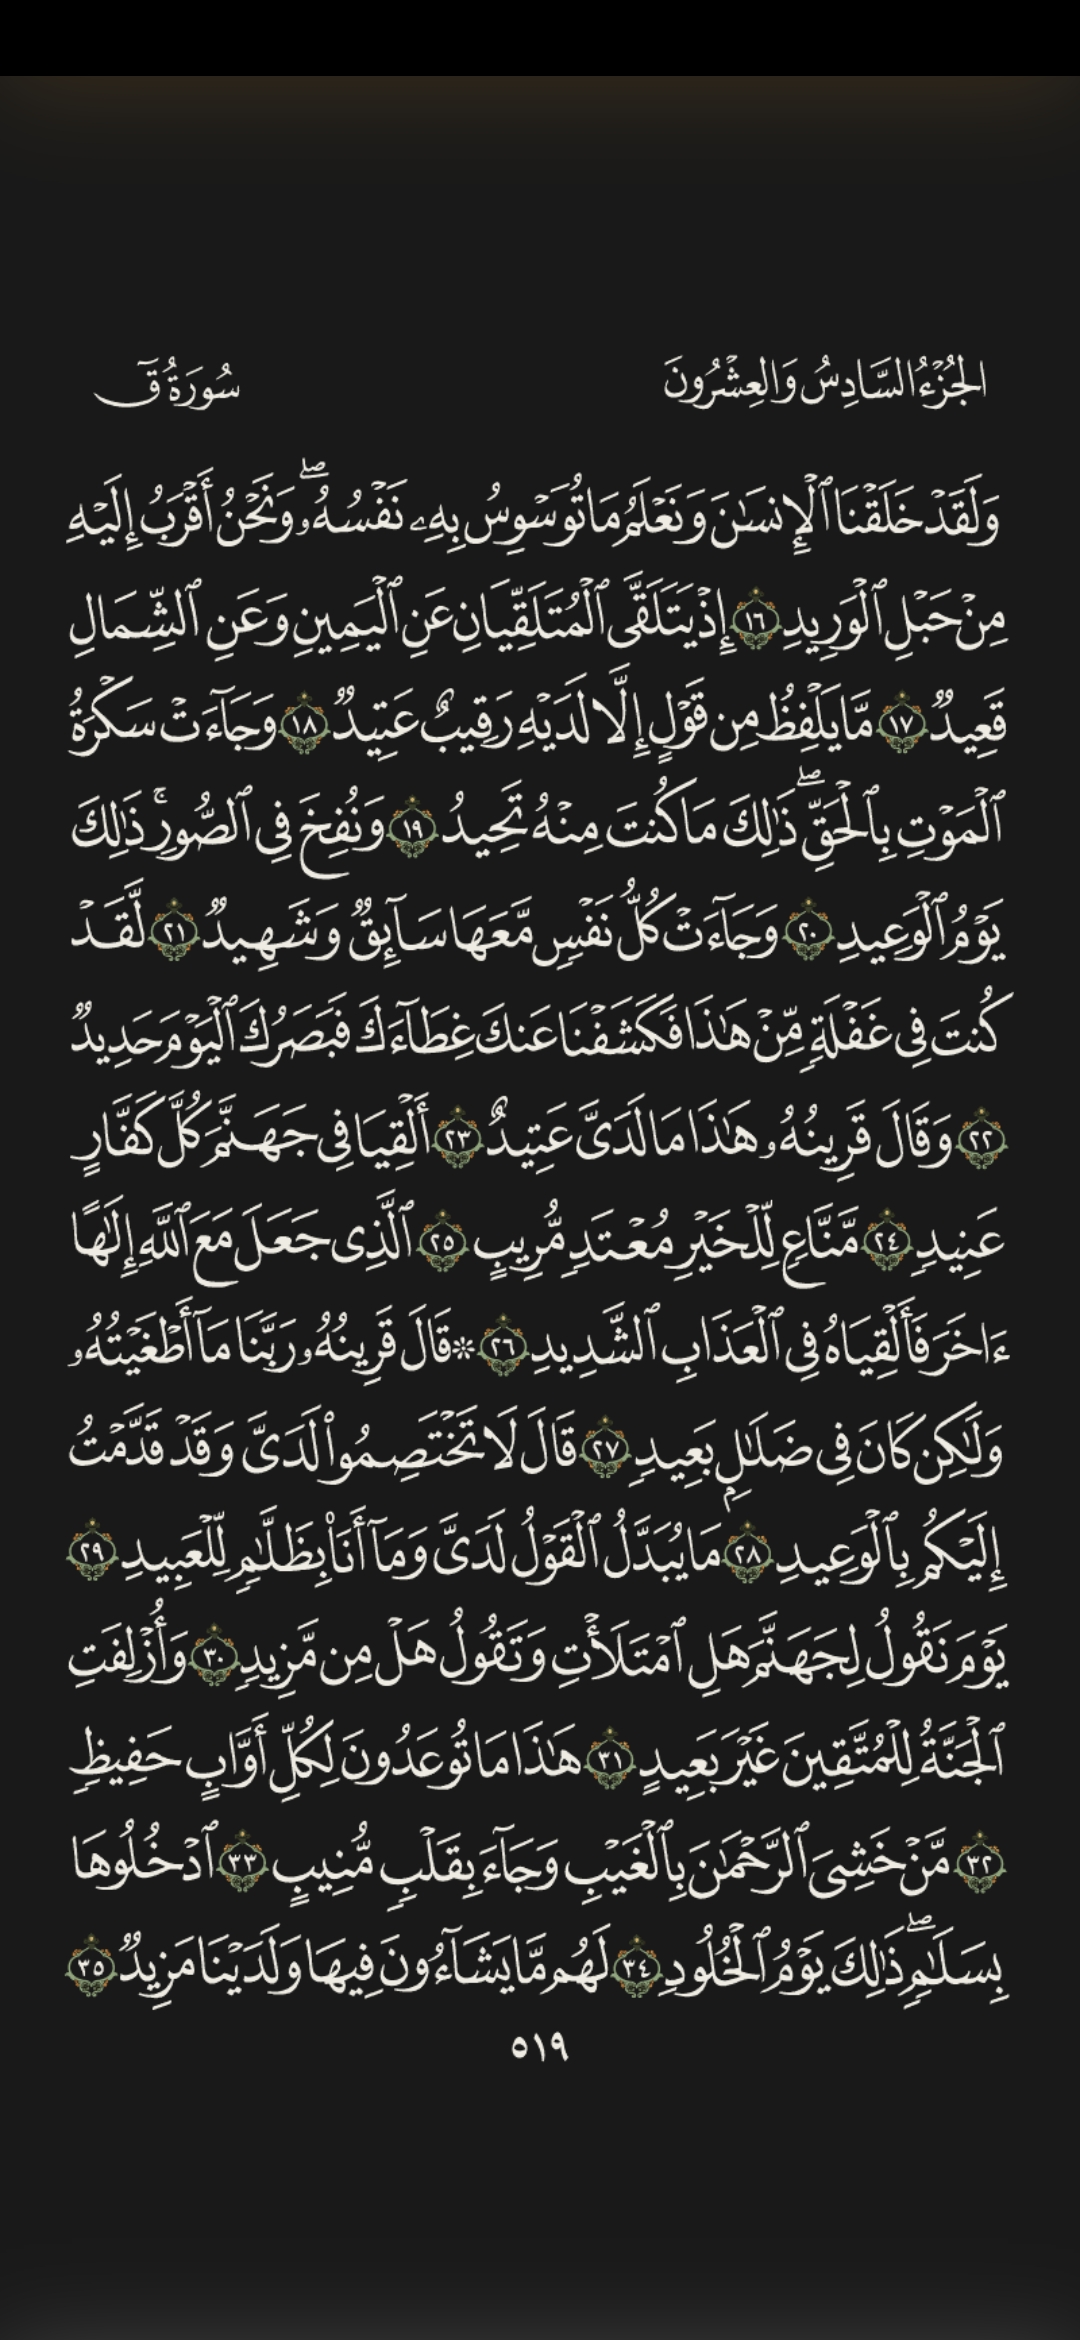 الجُزْءُ السَّادِسُ وَالعِشْرُونَ سُورَةُ قٓ
وَلَقَدْ خَلَقْنَا ٱلْإِنسَٰنَ وَنَعْلَمُ مَا تُوَسْوِسُ بِهِۦ نَفْسُهُۥ ۖ وَنَحْنُ أَقْرَبُ إِلَيْهِ
مِنْ حَبْلِ ٱلْوَرِيدِ ١٦ إِذْ يَتَلَقَّى ٱلْمُتَلَقِّيَانِ عَنِ ٱلْيَمِينِ وَعَنِ ٱلشِّمَالِ
قَعِيدٌ ١٧ مَّا يَلْفِظُ مِن قَوْلٍ إِلَّا لَدَيْهِ رَقِيبٌ عَتِيدٌ ١٨ وَجَآءَتْ سَكْرَةُ
ٱلْمَوْتِ بِٱلْحَقِّ ۖ ذَٰلِكَ مَا كُنتَ مِنْهُ تَحِيدُ ١٩ وَنُفِخَ فِى ٱلصُّورِ ۚ ذَٰلِكَ
يَوْمُ ٱلْوَعِيدِ ٢٠ وَجَآءَتْ كُلُّ نَفْسٍ مَّعَهَا سَآئِقٌ وَشَهِيدٌ ٢١ لَّقَدْ
كُنتَ فِى غَفْلَةٍ مِّنْ هَٰذَا فَكَشَفْنَا عَنكَ غِطَآءَكَ فَبَصَرُكَ ٱلْيَوْمَ حَدِيدٌ
٢٢ وَقَالَ قَرِينُهُۥ هَٰذَا مَا لَدَىَّ عَتِيدٌ ٢٣ أَلْقِيَا فِى جَهَنَّمَ كُلَّ كَفَّارٍ
عَنِيدٍ ٢٤ مَّنَّاعٍ لِّلْخَيْرِ مُعْتَدٍ مُّرِيبٍ ٢٥ ٱلَّذِى جَعَلَ مَعَ ٱللَّهِ إِلَٰهًا
ءَاخَرَ فَأَلْقِيَاهُ فِى ٱلْعَذَابِ ٱلشَّدِيدِ ٢٦ ۞ قَالَ قَرِينُهُۥ رَبَّنَا مَآ أَطْغَيْتُهُۥ
وَلَٰكِن كَانَ فِى ضَلَٰلٍۭ بَعِيدٍ ٢٧ قَالَ لَا تَخْتَصِمُوا۟ لَدَىَّ وَقَدْ قَدَّمْتُ
إِلَيْكُم بِٱلْوَعِيدِ ٢٨ مَا يُبَدَّلُ ٱلْقَوْلُ لَدَىَّ وَمَآ أَنَا۠ بِظَلَّٰمٍ لِّلْعَبِيدِ ٢٩
يَوْمَ نَقُولُ لِجَهَنَّمَ هَلِ ٱمْتَلَأْتِ وَتَقُولُ هَلْ مِن مَّزِيدٍ ٣٠ وَأُزْلِفَتِ
ٱلْجَنَّةُ لِلْمُتَّقِينَ غَيْرَ بَعِيدٍ ٣١ هَٰذَا مَا تُوعَدُونَ لِكُلِّ أَوَّابٍ حَفِيظٍ
٣٢ مَّنْ خَشِىَ ٱلرَّحْمَٰنَ بِٱلْغَيْبِ وَجَآءَ بِقَلْبٍ مُّنِيبٍ ٣٣ ٱدْخُلُوهَا
بِسَلَٰمٍ ۖ ذَٰلِكَ يَوْمُ ٱلْخُلُودِ ٣٤ لَهُم مَّا يَشَآءُونَ فِيهَا وَلَدَيْنَا مَزِيدٌ ٣٥
٥١٩